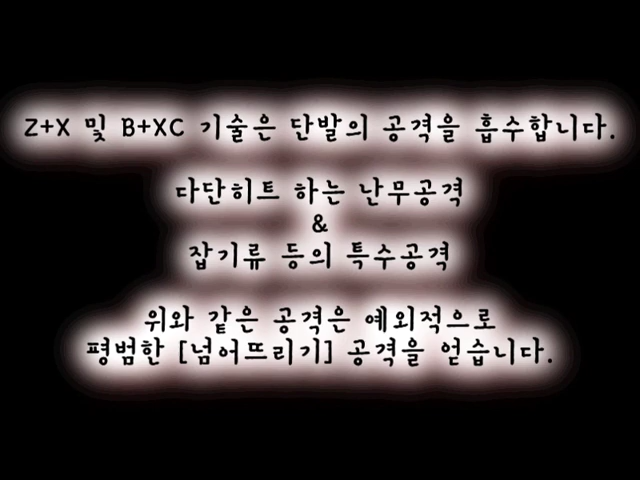 Z+X 및 B+XC 기술은 단발의 공격을 흡수합니다.
다단히트 하는 난무공격
&
잡기류 등의 특수공격
위와 같은 공격은 예외적으로
평범한 [넘어뜨리기] 공격을 얻습니다.